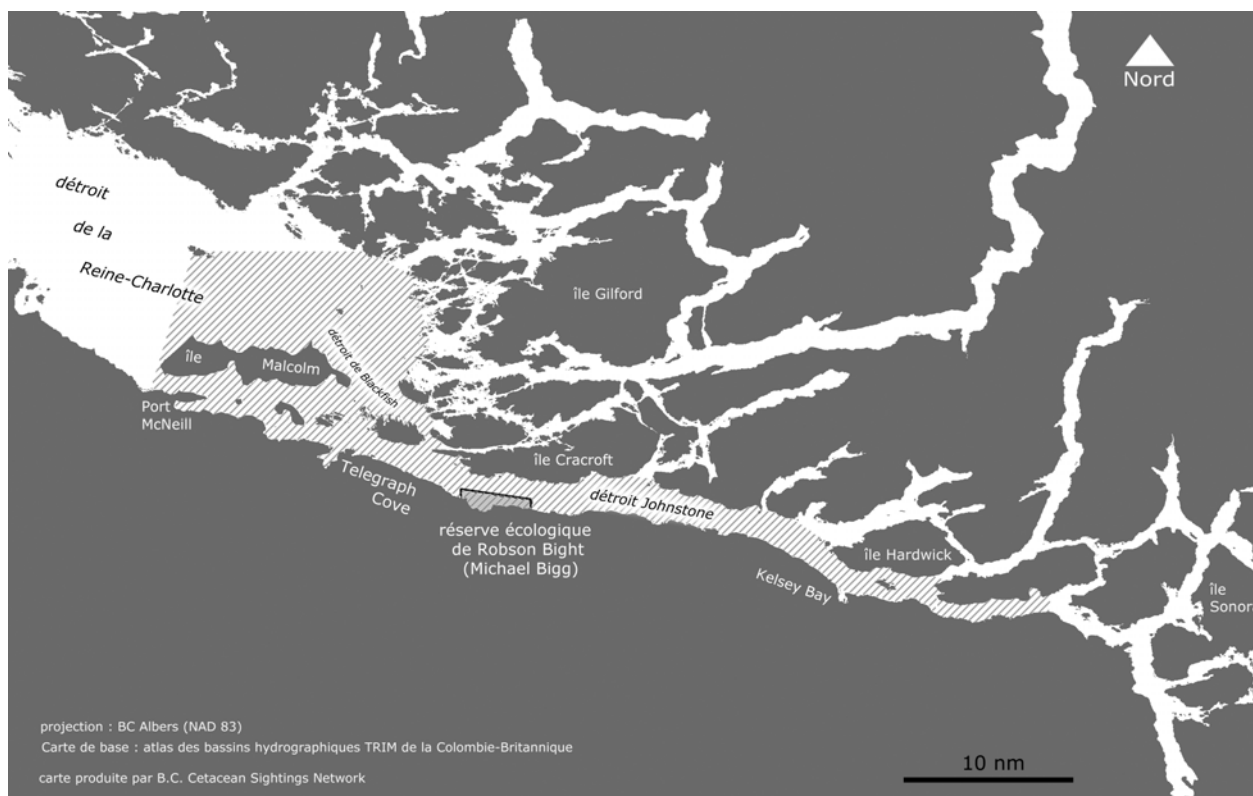 Nord
détroit
de la
Reine-Charlotte
île Gilford
île
Malcolm
détroit de Blackfish
Port
McNeill
Telegraph
Cove
île Cracroft
détroit Johnstone
réserve écologique
de Robson Bight
(Michael Bigg)
île Hardwick
Kelsey Bay
île
Sonora
projection : BC Albers (NAD 83)
Carte de base : atlas des bassins hydrographiques TRIM de la Colombie-Britannique
carte produite par B.C. Cetacean Sightings Network
10 nm